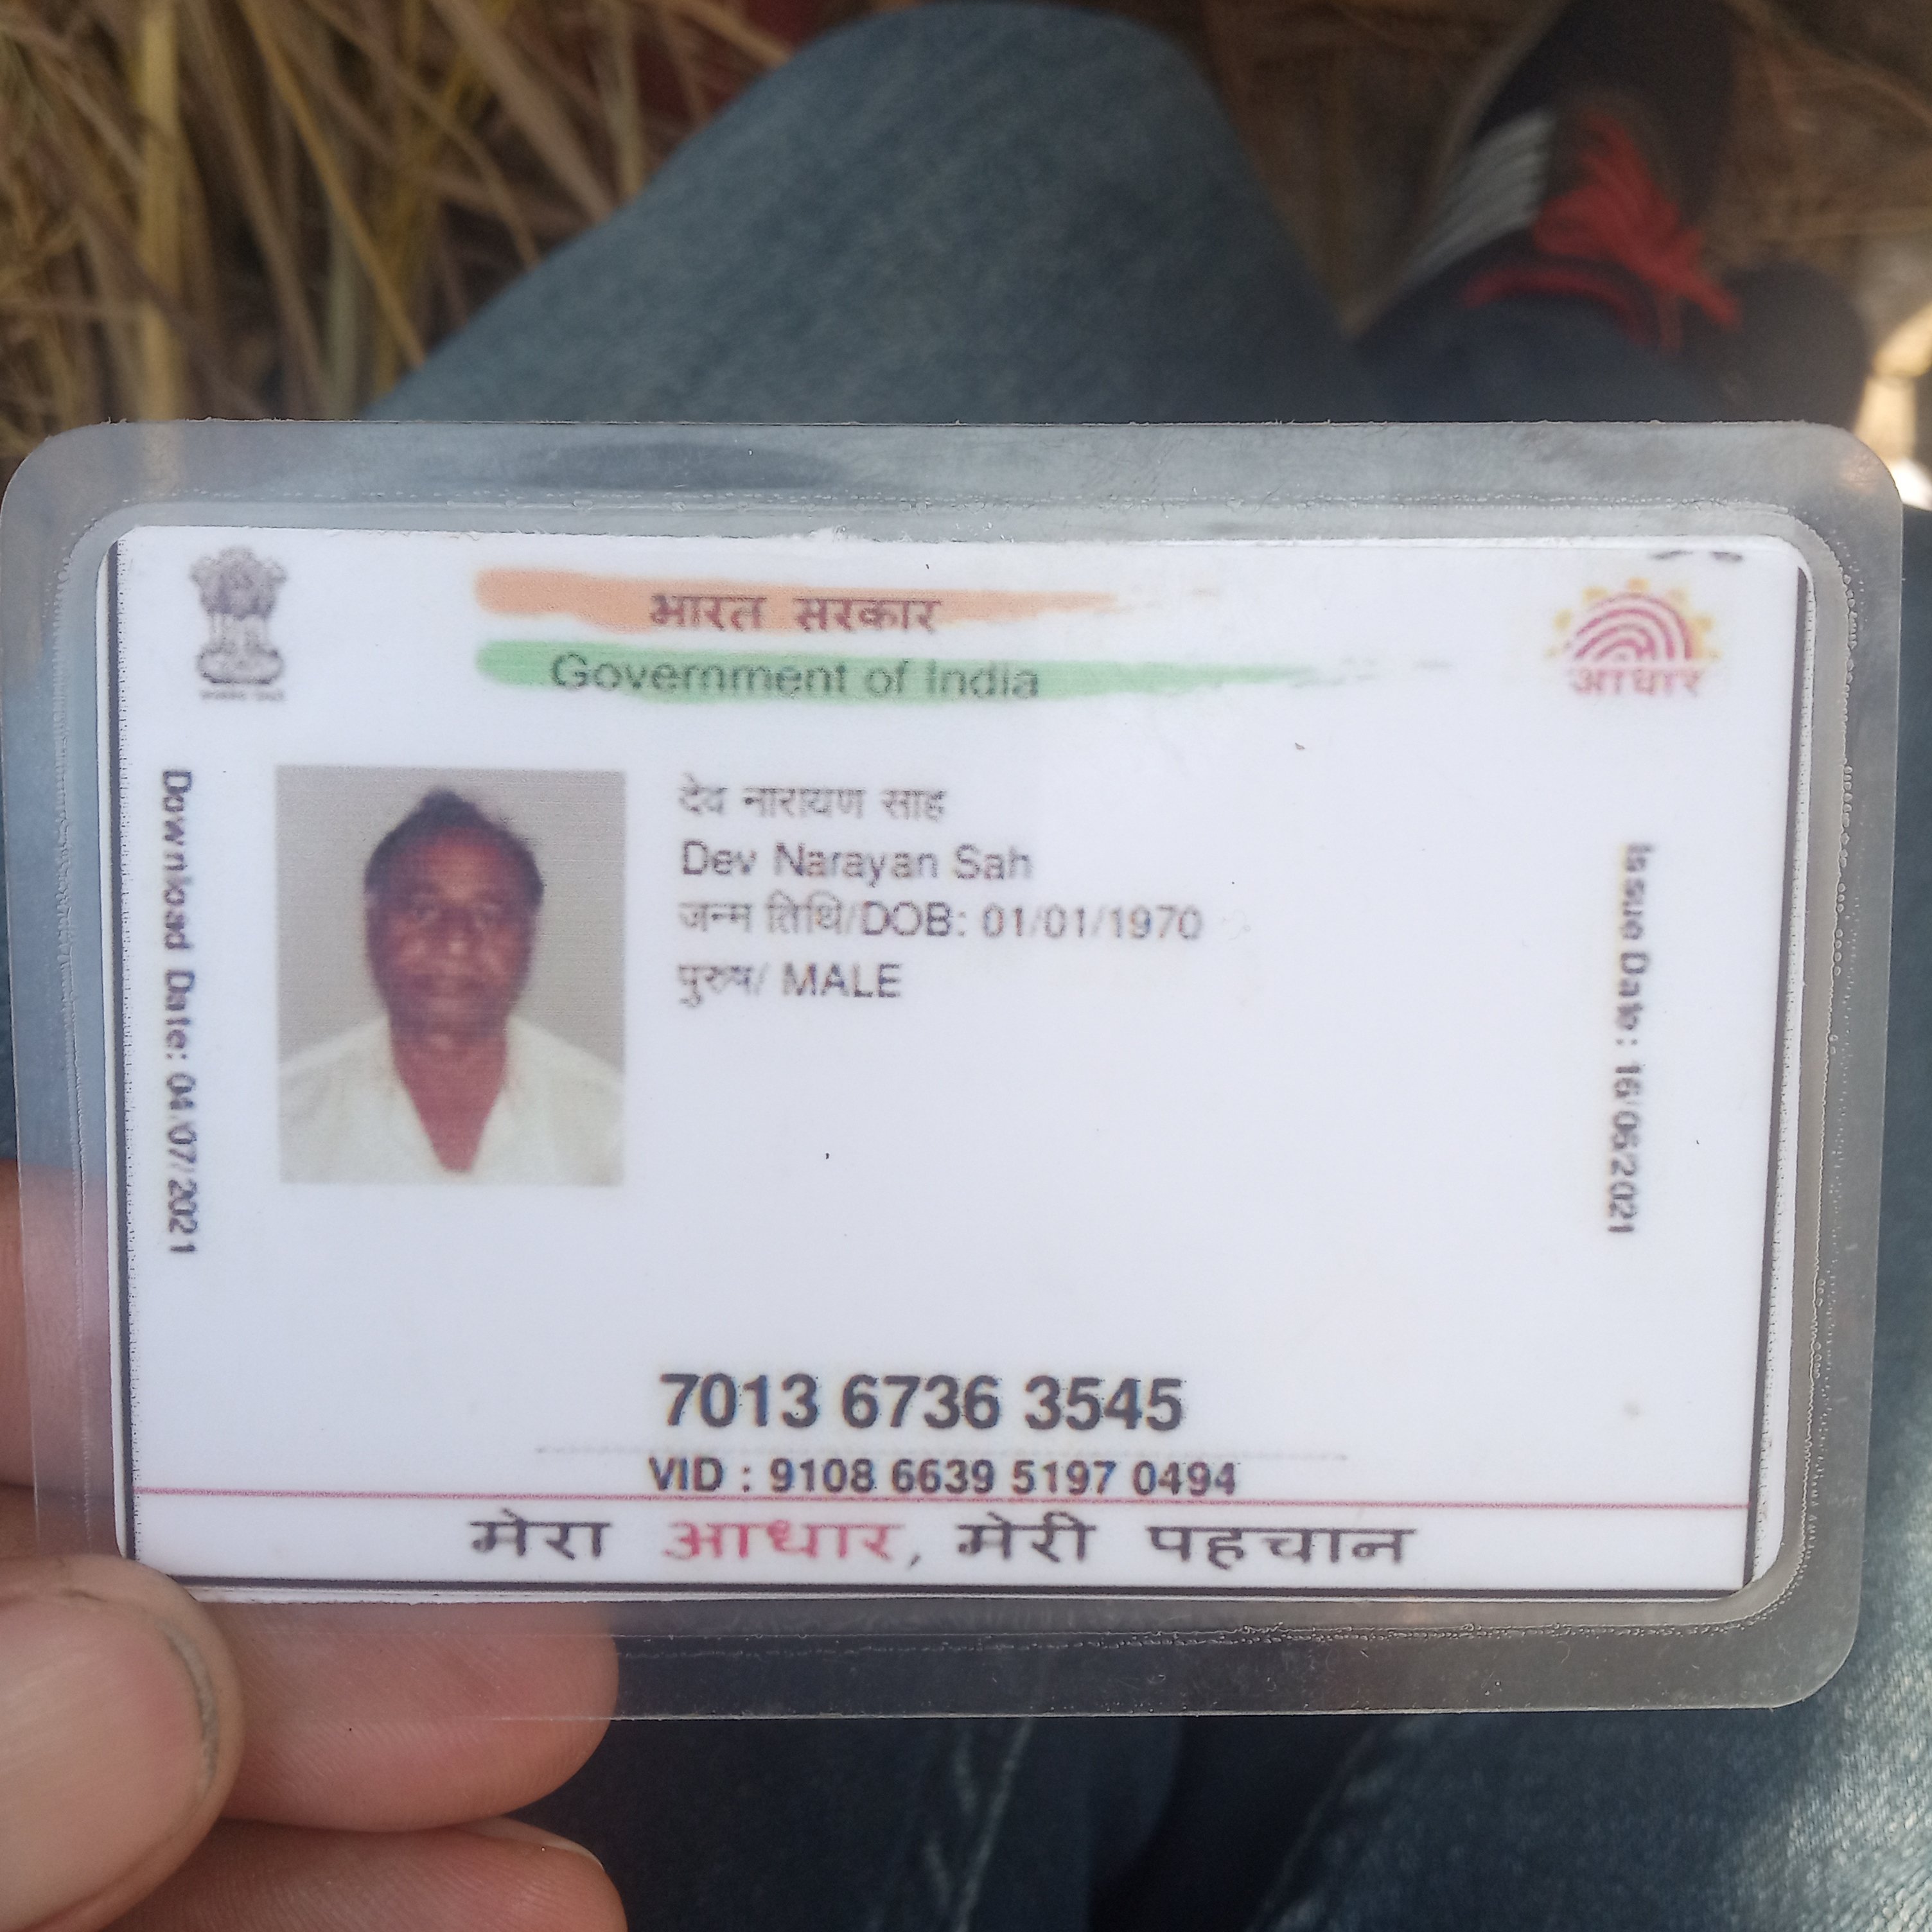 भारत सरकार
Government of India
आधार
Download Date: 04/07/2021
देव नारायण साह
Dev Narayan Sah
जन्म तिथि/DOB: 01/01/1970
पुरुष/ MALE
Issue Date: 16/06/2021
7013 6736 3545
VID : 9108 6639 5197 0494
मेरा आधार, मेरी पहचान